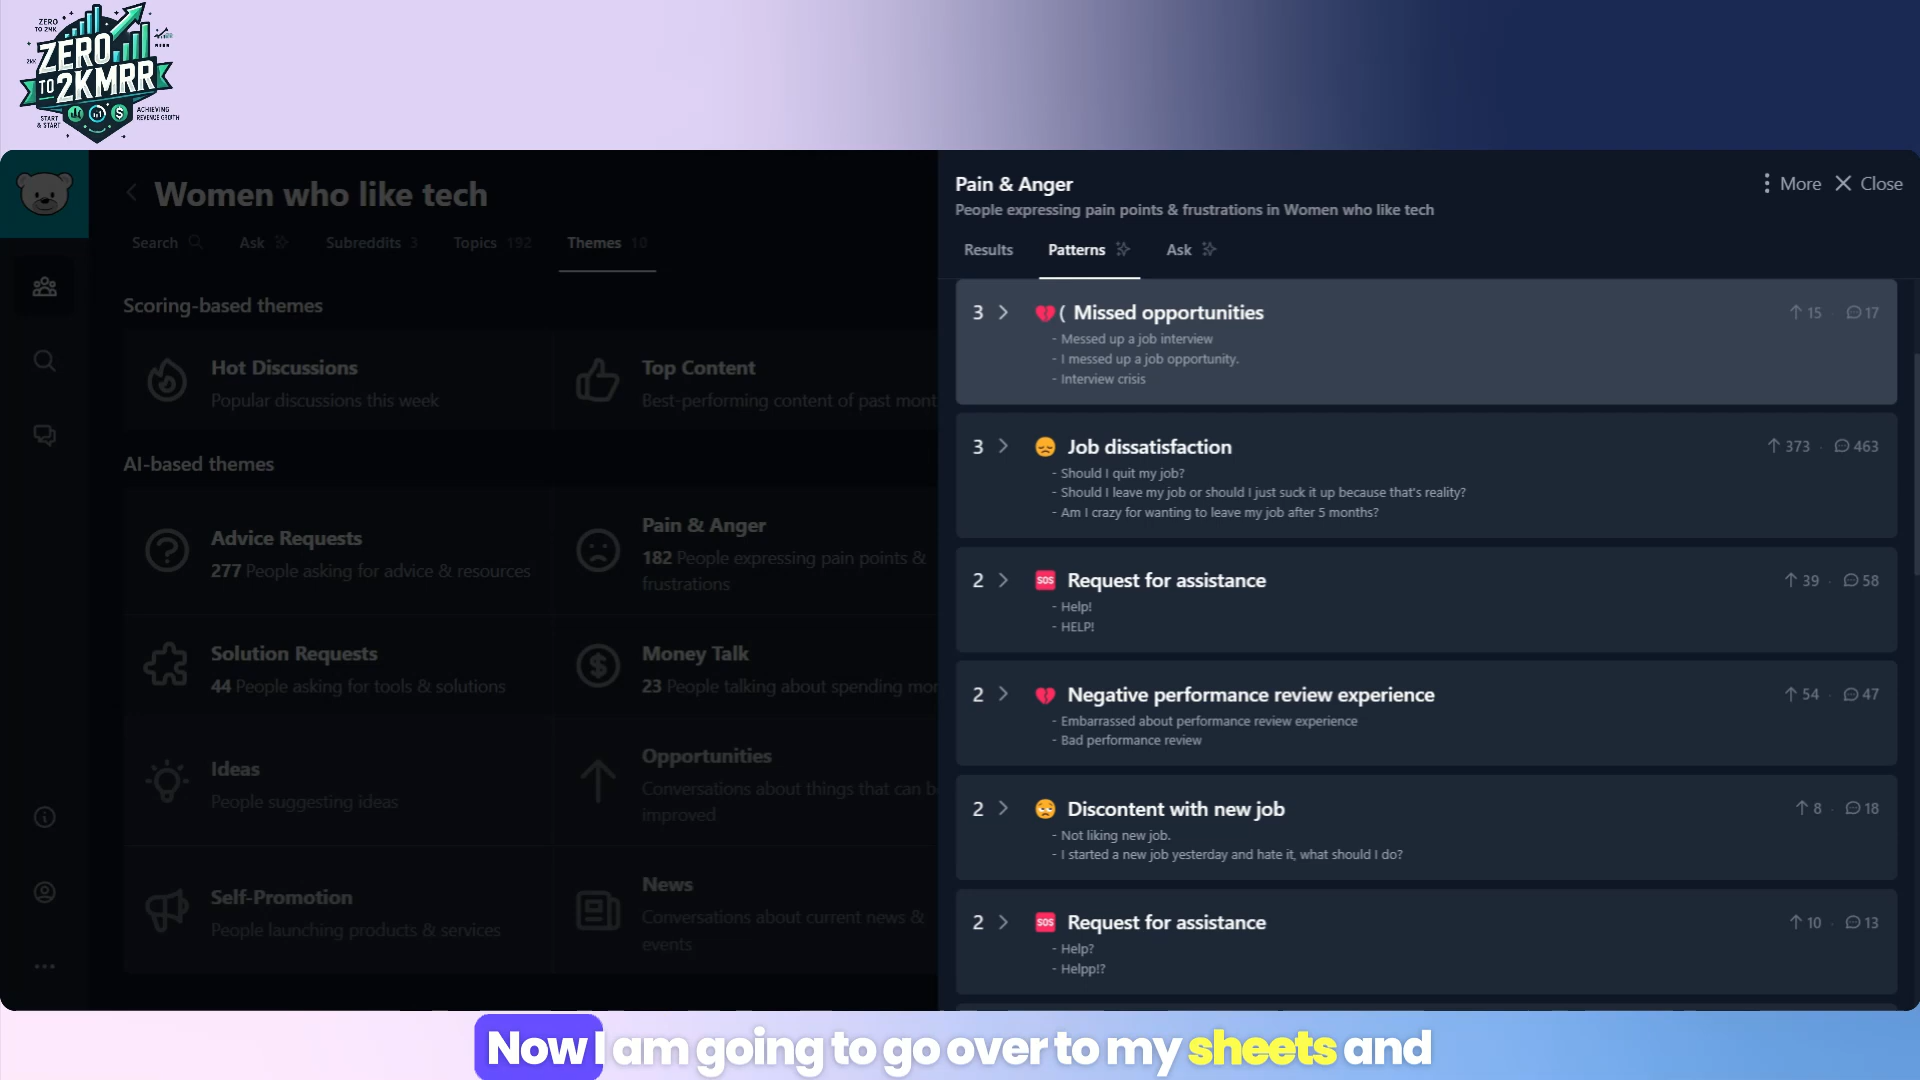 ZERO
TO 2KMRR
START
& START
ACHIEVING
REVENUE GROTH
Women who like tech
Search
Ask
Subreddits 3
Topics 192
Themes 10
Scoring-based themes
Hot Discussions
Popular discussions this week
Top Content
Best-performing content of past mont
AI-based themes
Advice Requests
277 People asking for advice & resources
Pain & Anger
182 People expressing pain points &
frustrations
Solution Requests
44 People asking for tools & solutions
Money Talk
23 People talking about spending mon
Ideas
People suggesting ideas
Opportunities
Conversations about things that can b
improved
Self-Promotion
People launching products & services
News
Conversations about current news &
events
Pain & Anger
More
Close
People expressing pain points & frustrations in Women who like tech
Results
Patterns
Ask
3 ( Missed opportunities 15 · 17
- Messed up a job interview
- I messed up a job opportunity.
- Interview crisis
3 Job dissatisfaction 373 · 463
- Should I quit my job?
- Should I leave my job or should I just suck it up because that's reality?
- Am I crazy for wanting to leave my job after 5 months?
2 SOS Request for assistance 39 · 58
- Help!
- HELP!
2 Negative performance review experience 54 · 47
- Embarrassed about performance review experience
- Bad performance review
2 Discontent with new job 8 · 18
- Not liking new job.
- I started a new job yesterday and hate it, what should I do?
2 SOS Request for assistance 10 · 13
- Help?
- Helpp!?
Now I am going to go over to my sheets and